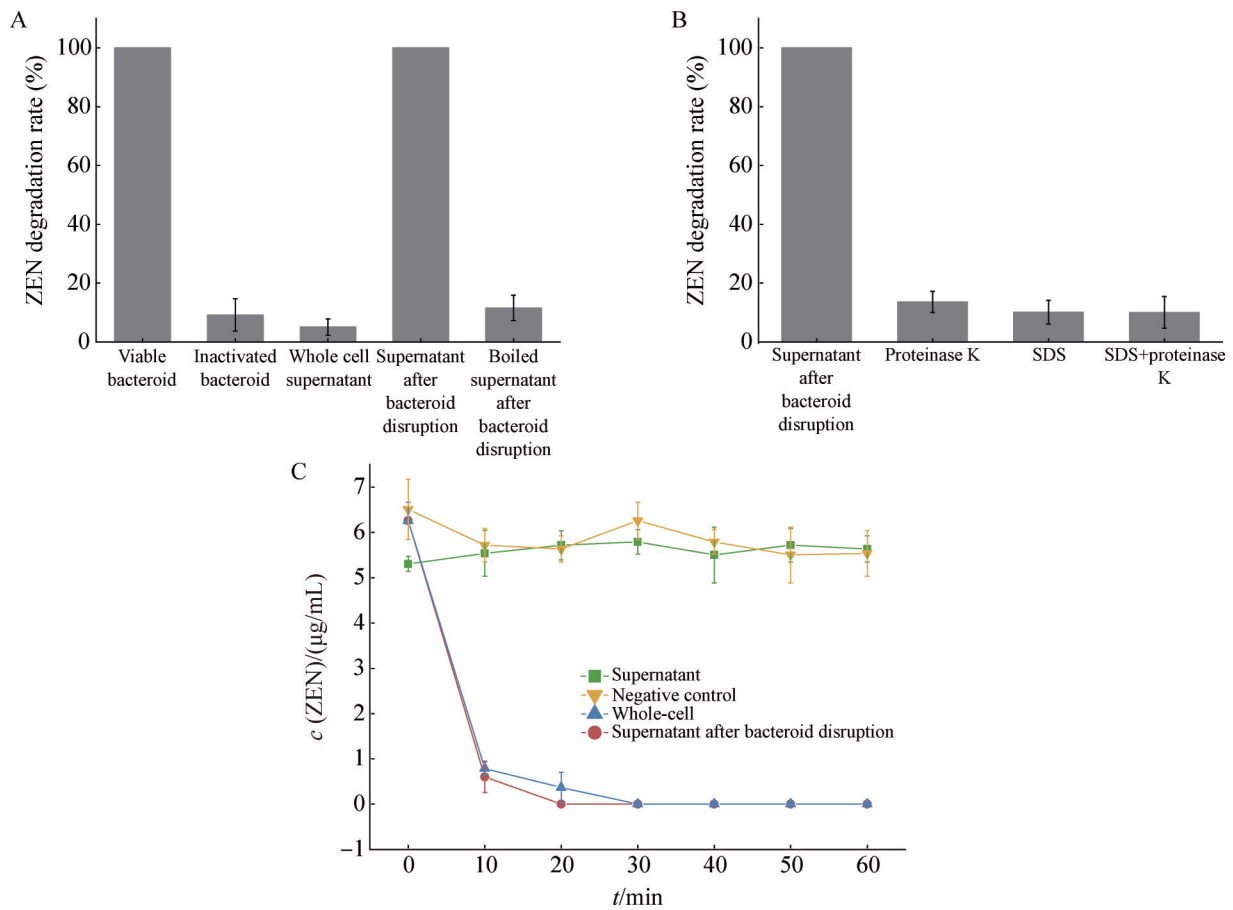 A
ZEN degradation rate (%)
100
80
60
40
20
0
Viable
bacteroid
Inactivated
bacteroid
Whole cell
supernatant
Supernatant
after
bacteroid
disruption
Boiled
supernatant
after
bacteroid
disruption
B
ZEN degradation rate (%)
100
80
60
40
20
0
Supernatant
after
bacteroid
disruption
Proteinase K
SDS
SDS+proteinase
K
C
c ((ZEN)/(μg/mL)
7
6
5
4
3
2
1
0
−1
Supernatant
Negative control
Whole-cell
Supernatant after bacteroid disruption
0 10 20 30 40 50 60
t/min